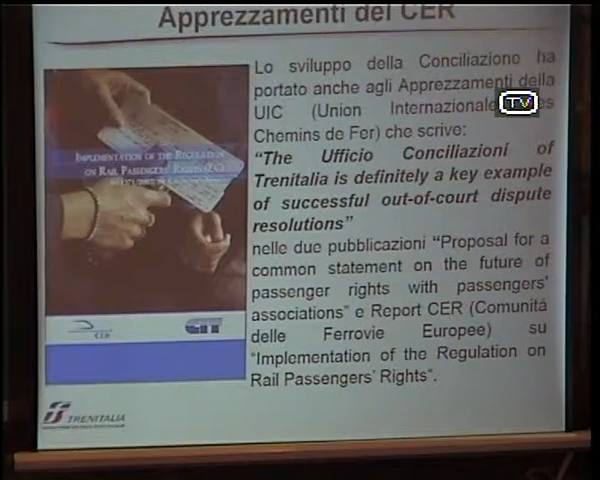 Apprezzamenti del CER
Lo sviluppo della Conciliazione ha
portato anche agli Apprezzamenti della
UIC (Union Internazionale es
TV
Chemins de Fer) che scrive:
"The Ufficio Conciliazioni of
Trenitalia is definitely a key example
of successful out-of-court dispute
resolutions"
nelle due pubblicazioni "Proposal for a
common statement on the future of
passenger rights with passengers'
associations" e Report CER (Comunità
delle Ferrovie Europee) su
"Implementation of the Regulation on
Rail Passengers' Rights".
IMPLEMENTATION OF THE REGULATION
ON RAIL PASSENGERS' RIGHTS
CER
CIT
TRENITALIA